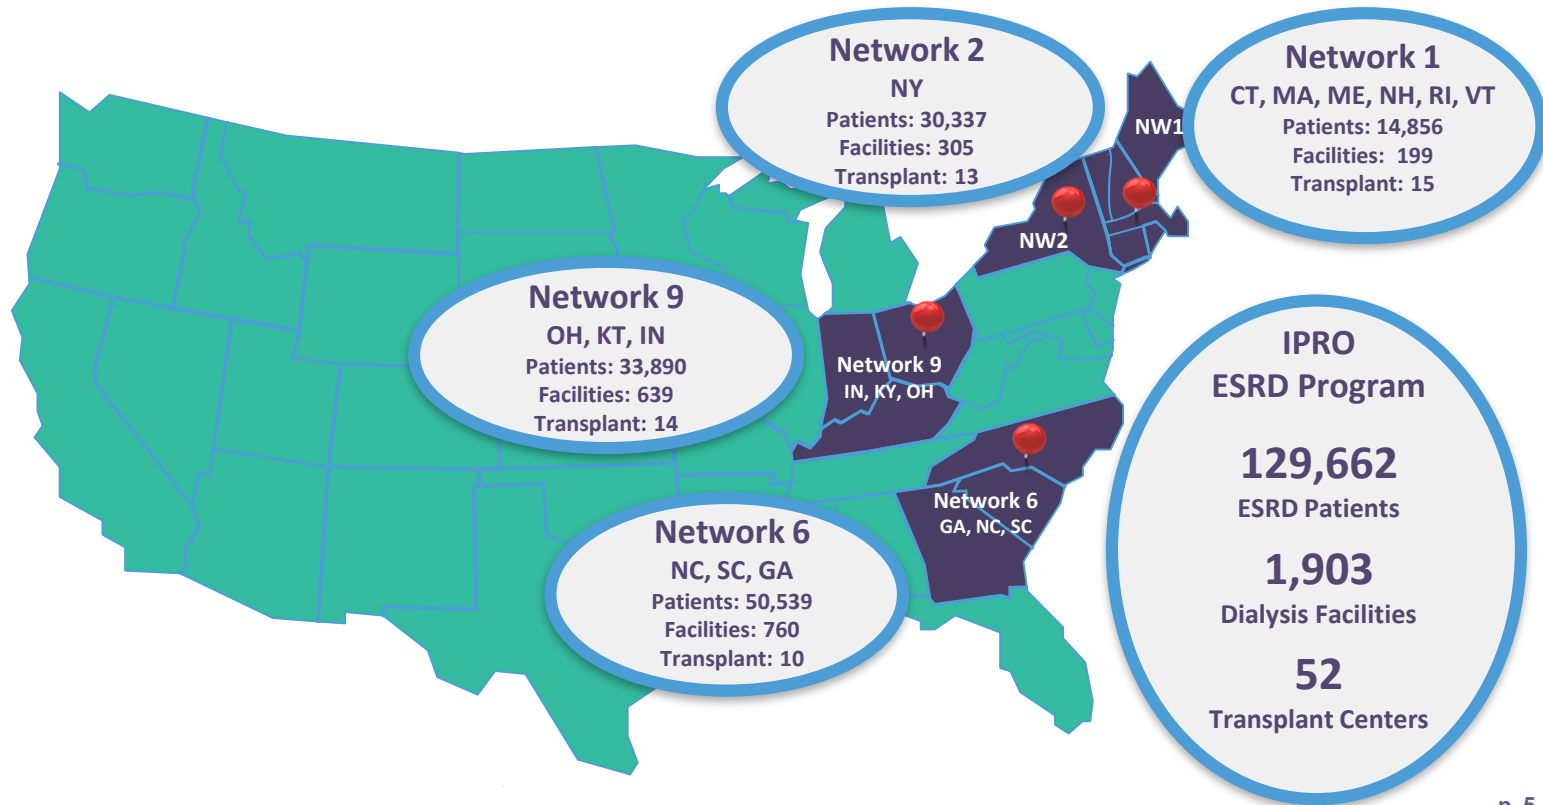 Network 2
NY
Patients: 30,337
Facilities: 305
Transplant: 13
Network 1
CT, MA, ME, NH, RI, VT
Patients: 14,856
Facilities: 199
Transplant: 15
NW1
NW2
Network 9
OH, KT, IN
Patients: 33,890
Facilities: 639
Transplant: 14
Network 9
IN, KY, OH
Network 6
GA, NC, SC
Network 6
NC, SC, GA
Patients: 50,539
Facilities: 760
Transplant: 10
IPRO
ESRD Program
129,662
ESRD Patients
1,903
Dialysis Facilities
52
Transplant Centers
p. 5